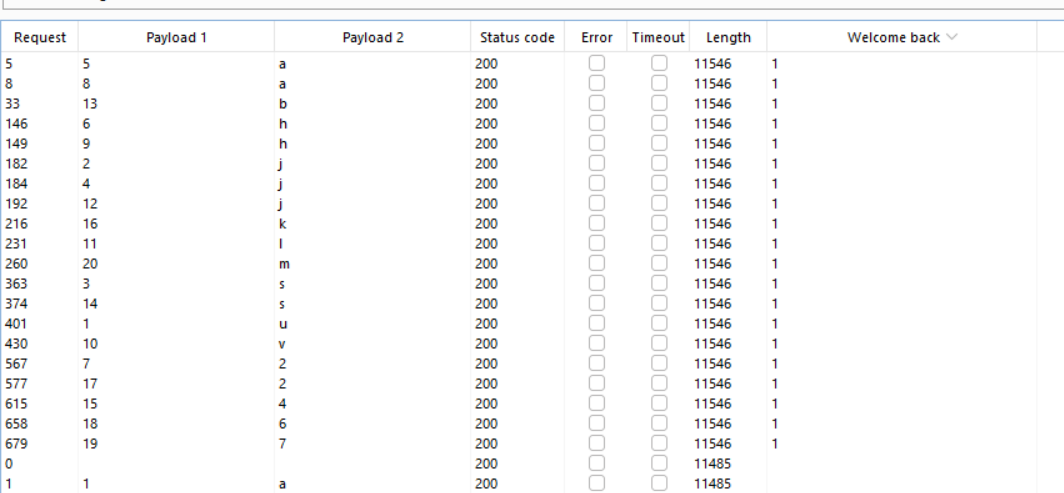 Request Payload 1 Payload 2 Status code Error Timeout Length Welcome back
5 5 a 200 11546 1
8 8 a 200 11546 1
33 13 b 200 11546 1
146 6 h 200 11546 1
149 9 h 200 11546 1
182 2 j 200 11546 1
184 4 j 200 11546 1
192 12 j 200 11546 1
216 16 k 200 11546 1
231 11 l 200 11546 1
260 20 m 200 11546 1
363 3 s 200 11546 1
374 14 s 200 11546 1
401 1 u 200 11546 1
430 10 v 200 11546 1
567 7 2 200 11546 1
577 17 2 200 11546 1
615 15 4 200 11546 1
658 18 6 200 11546 1
679 19 7 200 11546 1
0 200 11485
1 1 a 200 11485